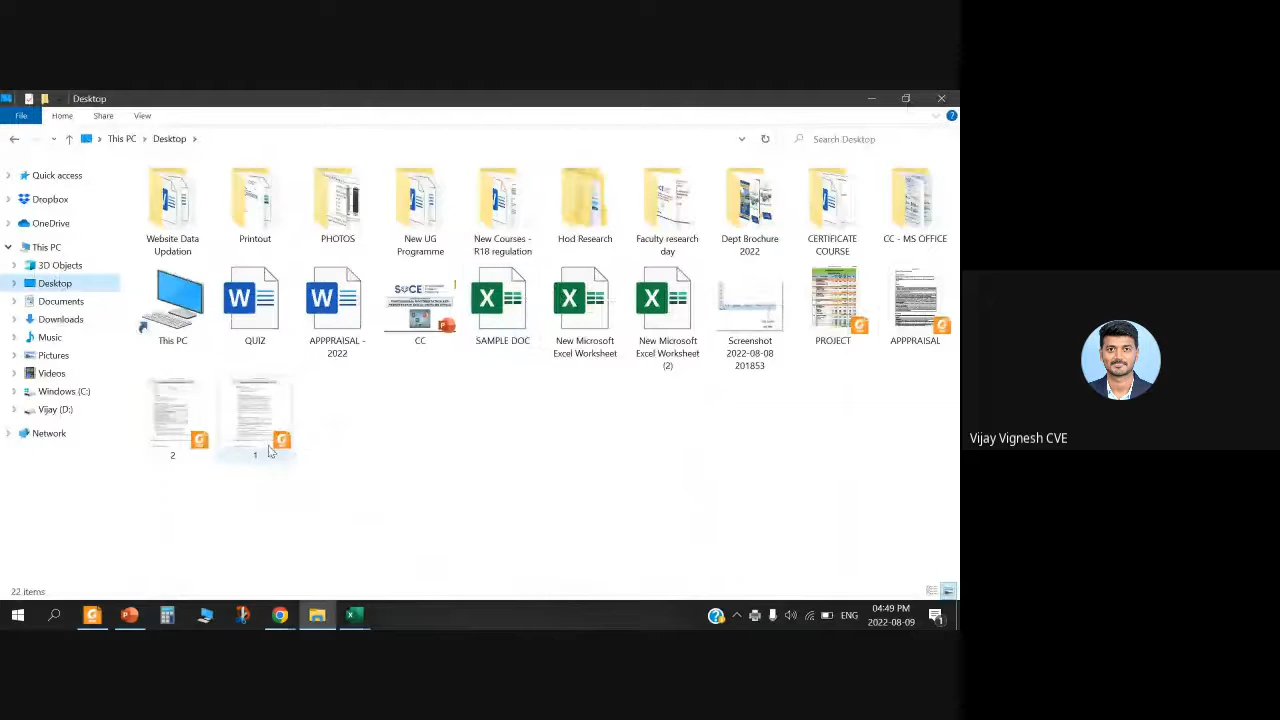 Desktop
File Home Share View
This PC Desktop
Search Desktop
Quick access
Dropbox
OneDrive
This PC
3D Objects
Desktop
Documents
Downloads
Music
Pictures
Videos
Windows (C:)
Vijay (D:)
Network
Website Data
Updation
Printout
PHOTOS
New UG
Programme
New Courses -
R18 regulation
Hod Research
Faculty research
day
Dept Brochure
2022
CERTIFICATE
COURSE
CC - MS OFFICE
This PC
QUIZ
APPPRAISAL -
2022
CC
SAMPLE DOC
New Microsoft
Excel Worksheet
New Microsoft
Excel Worksheet
(2)
Screenshot
2022-08-08
201853
PROJECT
APPPRAISAL
2
1
22 items
ENG
04:49 PM
2022-08-09
Vijay Vignesh CVE